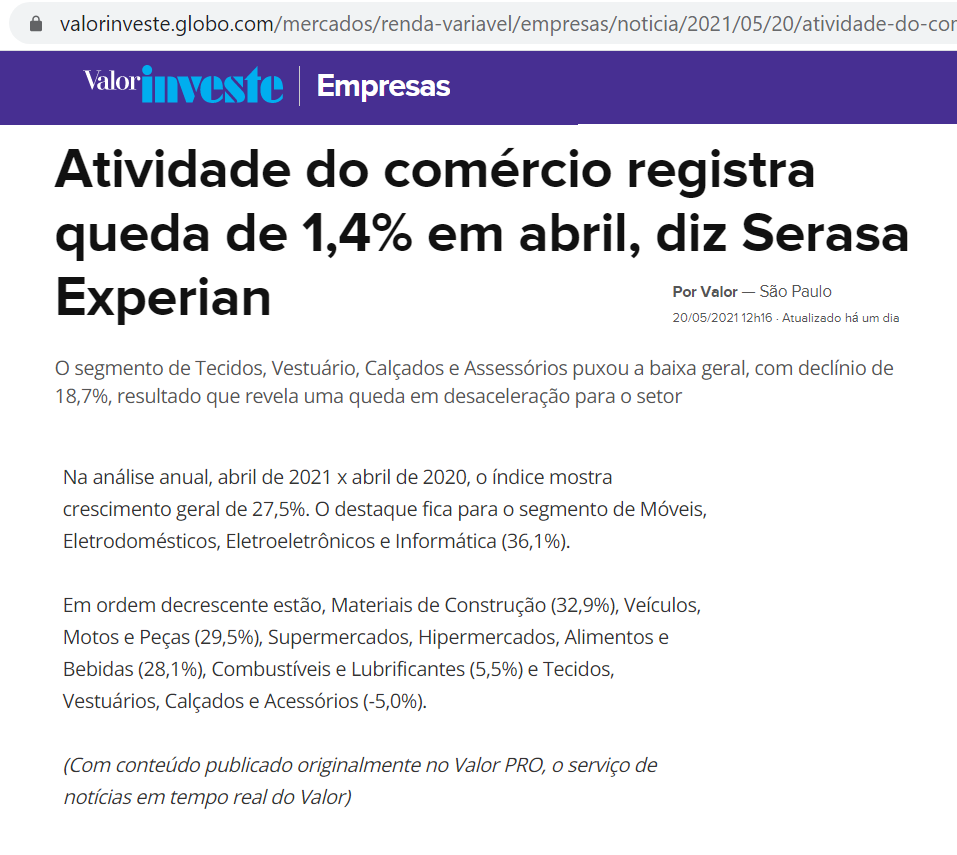 valorinveste.globo.com/mercados/renda-variavel/empresas/noticia/2021/05/20/atividade-do-cor
Valor investe | Empresas
Atividade do comércio registra
queda de 1,4% em abril, diz Serasa
Experian
Por Valor — São Paulo
20/05/2021 12h16 · Atualizado há um dia
O segmento de Tecidos, Vestuário, Calçados e Assessórios puxou a baixa geral, com declínio de
18,7%, resultado que revela uma queda em desaceleração para o setor
Na análise anual, abril de 2021 x abril de 2020, o índice mostra
crescimento geral de 27,5%. O destaque fica para o segmento de Móveis,
Eletrodomésticos, Eletroeletrônicos e Informática (36,1%).
Em ordem decrescente estão, Materiais de Construção (32,9%), Veículos,
Motos e Peças (29,5%), Supermercados, Hipermercados, Alimentos e
Bebidas (28,1%), Combustíveis e Lubrificantes (5,5%) e Tecidos,
Vestuários, Calçados e Acessórios (-5,0%).
(Com conteúdo publicado originalmente no Valor PRO, o serviço de
notícias em tempo real do Valor)